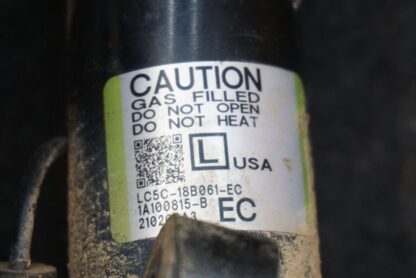 CAUTION
GAS FILLED
DO NOT OPEN
DO NOT HEAT
L USA
LC5C-18B061-EC
1A100815-B
EC